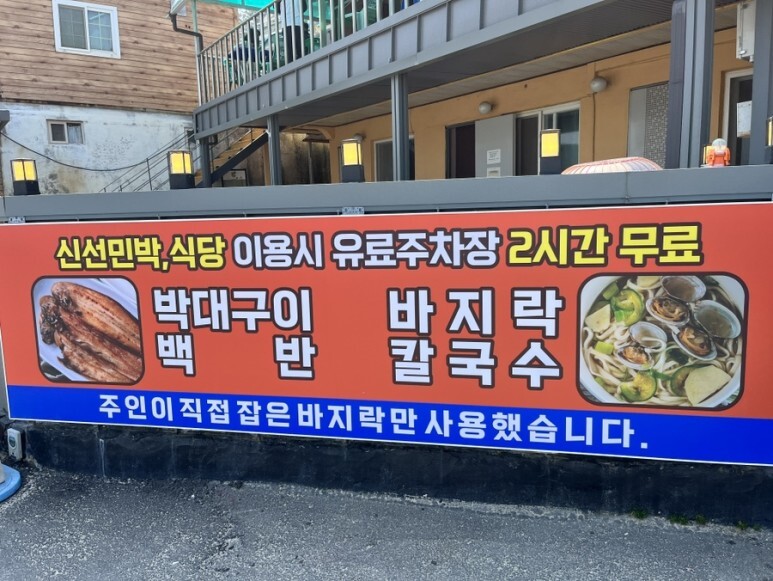 신선민박,식당 이용시 유료주차장 2시간 무료
박대구이 바지락
백반 칼국수
주인이 직접 잡은 바지락만 사용했습니다.